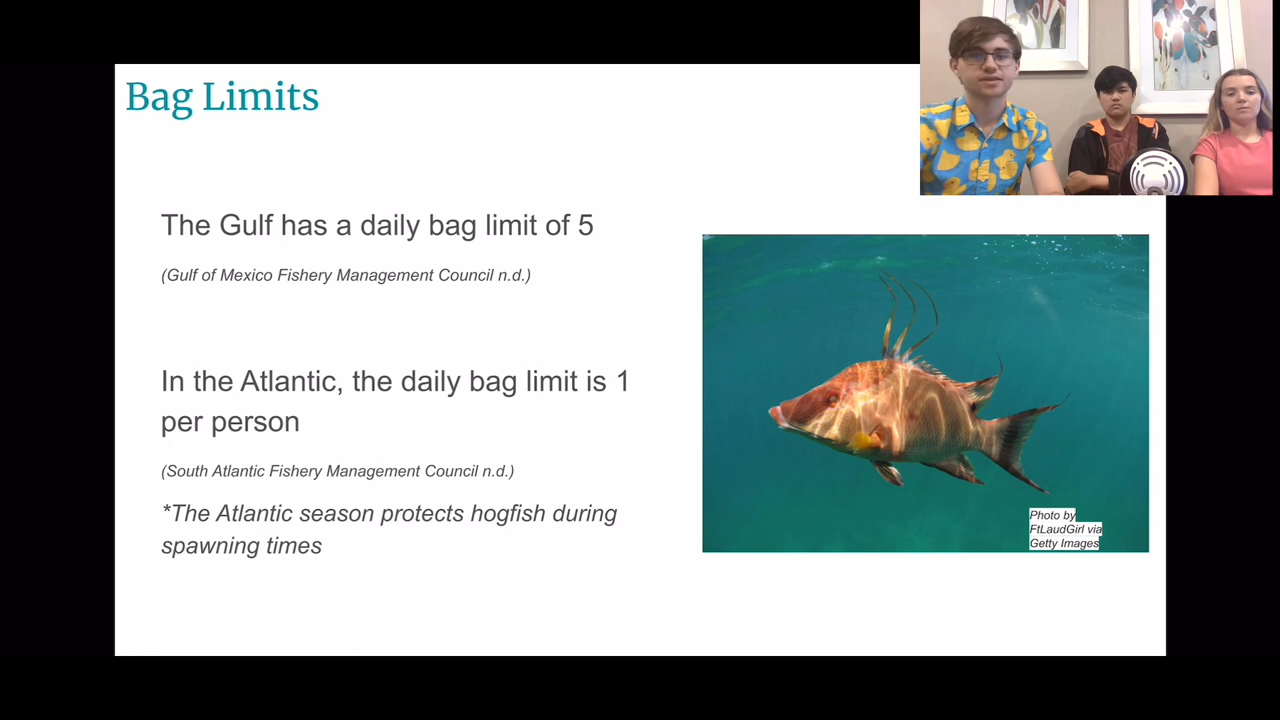 Bag Limits
The Gulf has a daily bag limit of 5
(Gulf of Mexico Fishery Management Council n.d.)
In the Atlantic, the daily bag limit is 1
per person
(South Atlantic Fishery Management Council n.d.)
*The Atlantic season protects hogfish during
spawning times
Photo by
FtLaudGirl via
Getty Images